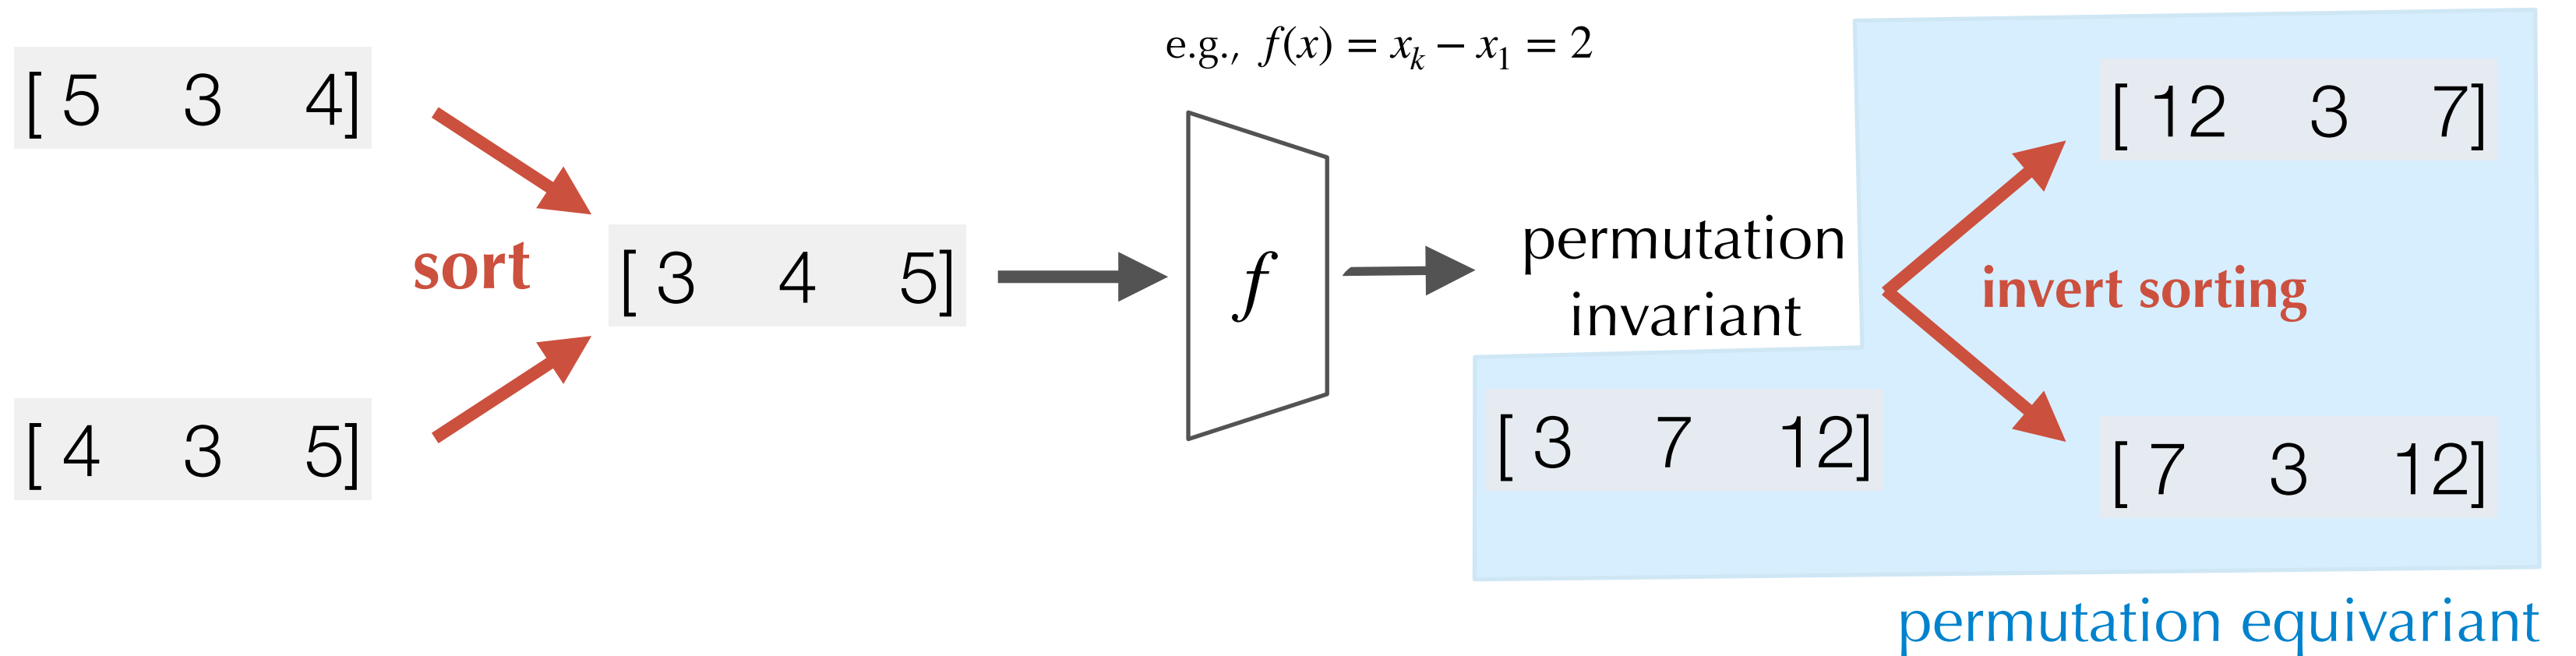 e.g., f(x) = x_k − x_1 = 2
[ 5 3 4]
[ 12 3 7]
sort
[ 3 4 5]
f
permutation
invariant
invert sorting
[ 4 3 5]
[ 3 7 12]
[ 7 3 12]
permutation equivariant